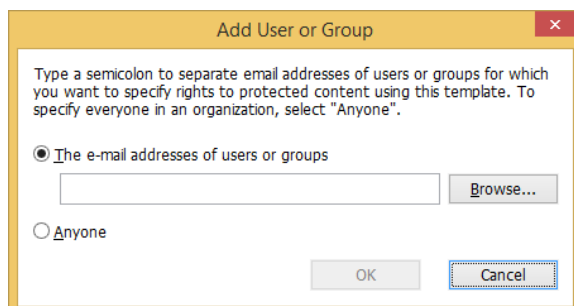 Add User or Group
Type a semicolon to separate email addresses of users or groups for which
you want to specify rights to protected content using this template. To
specify everyone in an organization, select "Anyone".
The e-mail addresses of users or groups
Browse...
Anyone
OK
Cancel